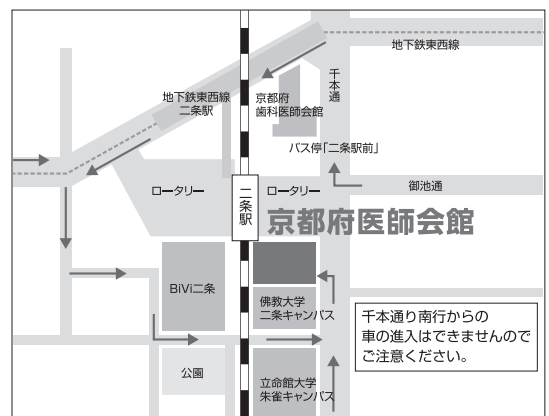 地下鉄東西線
千本通
地下鉄東西線
二条駅
京都府
歯科医師会館
バス停「二条駅前」
ロータリー
二条駅
ロータリー
御池通
京都府医師会館
BiVi二条
佛教大学
二条キャンパス
千本通り南行からの
車の進入はできませんので
ご注意ください。
公園
立命館大学
朱雀キャンパス